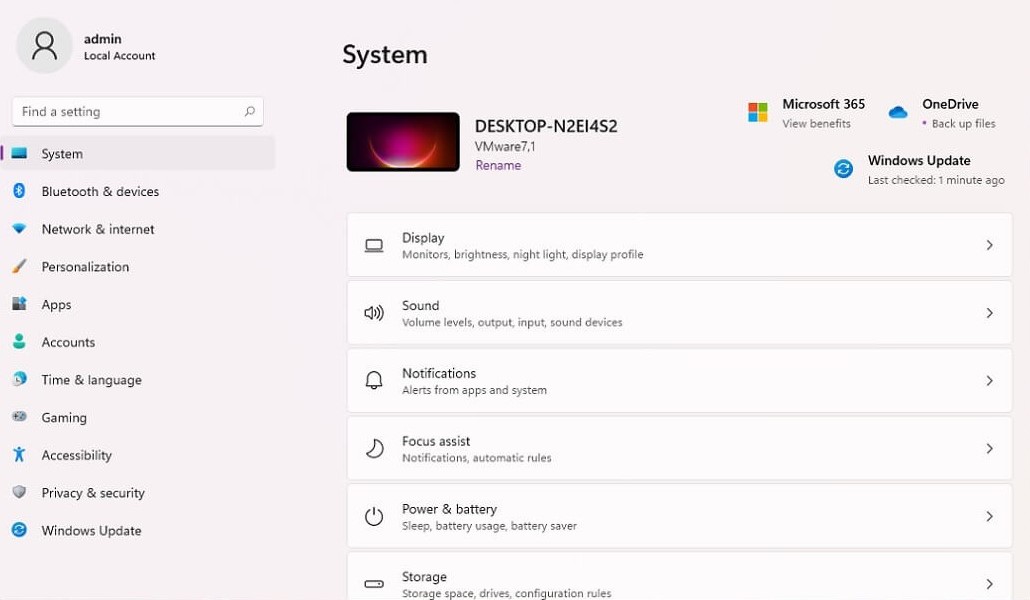 admin
Local Account
Find a setting
System
Bluetooth & devices
Network & internet
Personalization
Apps
Accounts
Time & language
Gaming
Accessibility
Privacy & security
Windows Update
System
DESKTOP-N2EI4S2
VMware7,1
Rename
Microsoft 365
View benefits
OneDrive
• Back up files
Windows Update
Last checked: 1 minute ago
Display
Monitors, brightness, night light, display profile
Sound
Volume levels, output, input, sound devices
Notifications
Alerts from apps and system
Focus assist
Notifications, automatic rules
Power & battery
Sleep, battery usage, battery saver
Storage
Storage space, drives, configuration rules